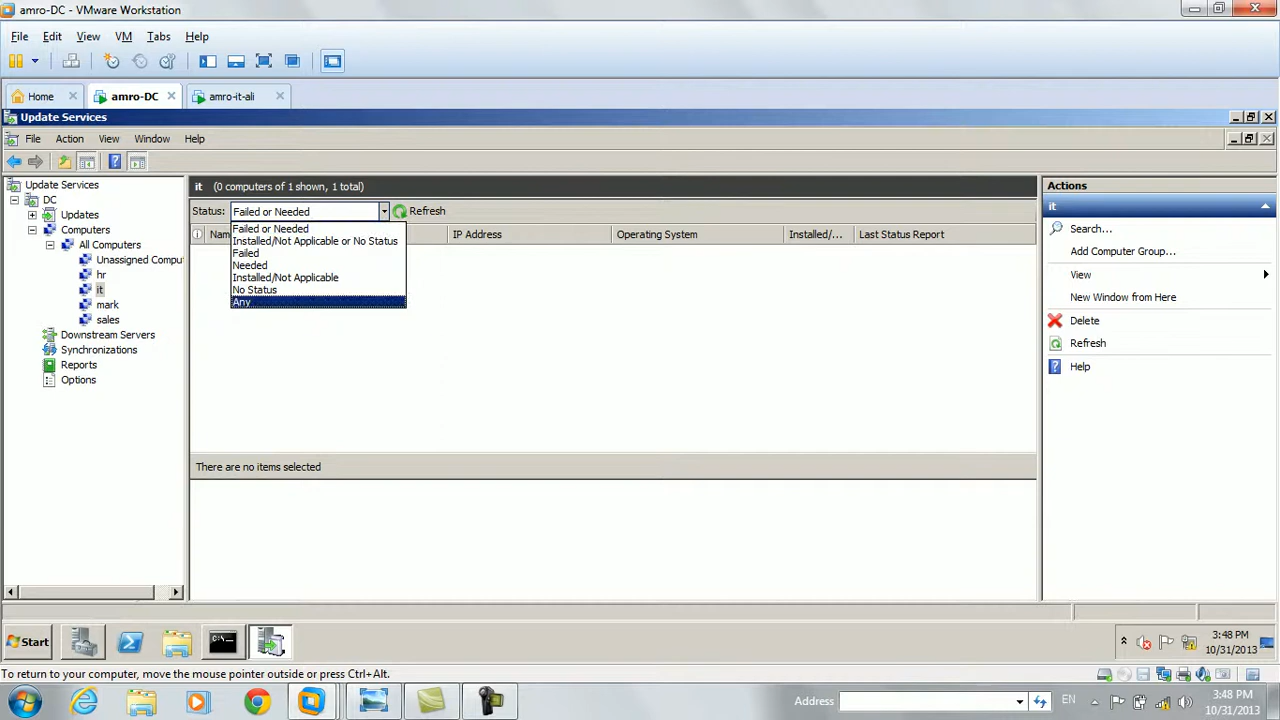 amro-DC - VMware Workstation
File Edit View VM Tabs Help
Home amro-DC amro-it-ali
Update Services
File Action View Window Help
Update Services
DC
Updates
Computers
All Computers
Unassigned Compu
hr
it
mark
sales
Downstream Servers
Synchronizations
Reports
Options
it (0 computers of 1 shown, 1 total)
Status: Failed or Needed Refresh
Nam IP Address Operating System Installed/... Last Status Report
Failed or Needed
Installed/Not Applicable or No Status
Failed
Needed
Installed/Not Applicable
No Status
Any
There are no items selected
Actions
it
Search...
Add Computer Group...
View
New Window from Here
Delete
Refresh
Help
Start
3:48 PM
10/31/2013
To return to your computer, move the mouse pointer outside or press Ctrl+Alt.
Address
EN
3:48 PM
10/31/2013